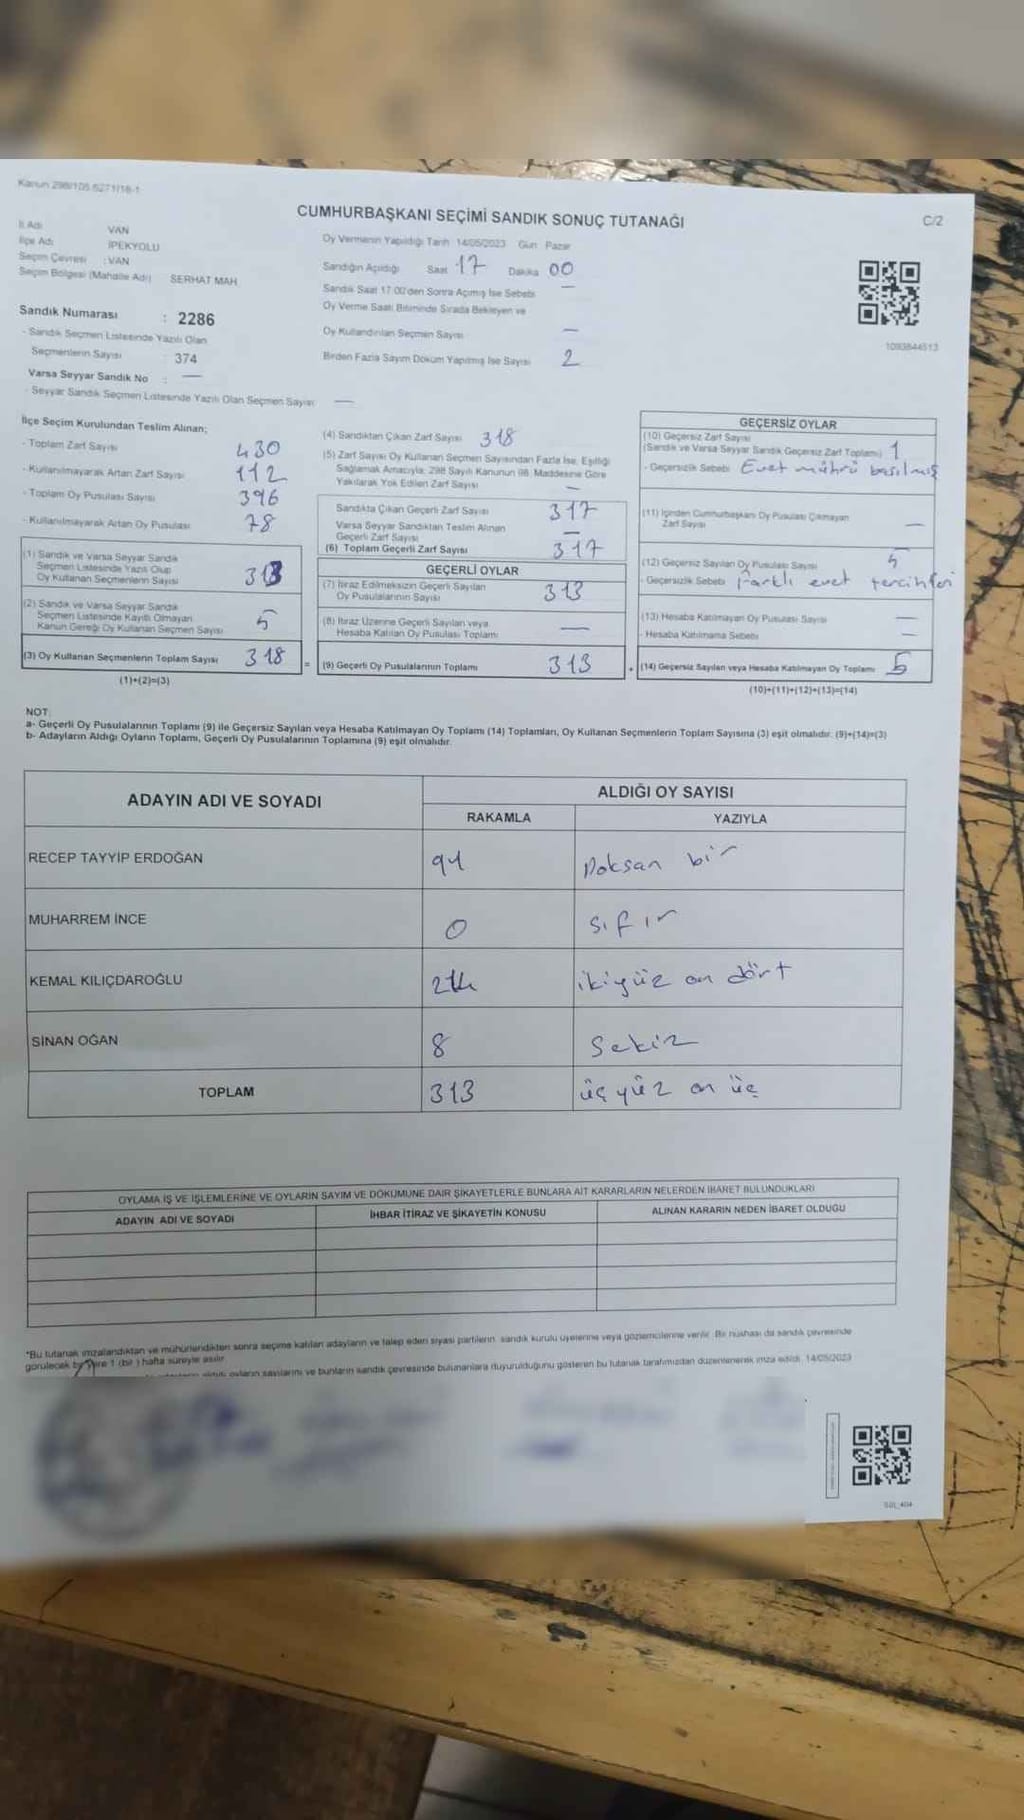 Kanun 298/105 6271/18-1
CUMHURBAŞKANI SEÇİMİ SANDIK SONUÇ TUTANAĞI
C/2
İl Adı VAN
İlçe Adı İPEKYOLU
Seçim Çevresi : VAN
Seçim Bölgesi (Mahalle Adı) SERHAT MAH.
Sandık Numarası : 2286
- Sandık Seçmen Listesinde Yazılı Olan
Seçmenlerin Sayısı 374
Varsa Seyyar Sandık No : —
- Seyyar Sandık Seçmen Listesinde Yazılı Olan Seçmen Sayısı —
Oy Vermenin Yapıldığı Tarih 14/05/2023 Gün Pazar
Sandığın Açıldığı Saat 17 Dakika 00
Sandık Saat 17:00'den Sonra Açımış İse Sebebi —
Oy Verme Saati Bitiminde Sırada Bekleyen ve
Oy Kullandırılan Seçmen Sayısı —
Birden Fazla Sayım Döküm Yapılmış İse Sayısı 2
1093844513
İlçe Seçim Kurulundan Teslim Alınan;
- Toplam Zarf Sayısı 430
- Kullanılmayarak Artan Zarf Sayısı 112
- Toplam Oy Pusulası Sayısı 396
- Kullanılmayarak Artan Oy Pusulası 78
(1) Sandık ve Varsa Seyyar Sandık
Seçmen Listesinde Yazılı Olup
Oy Kullanan Seçmenlerin Sayısı 313
(2) Sandık ve Varsa Seyyar Sandık
Seçmen Listesinde Kayıtlı Olmayan
Kanun Gereği Oy Kullanan Seçmen Sayısı 5
(3) Oy Kullanan Seçmenlerin Toplam Sayısı 318
(1)+(2)=(3)
(4) Sandıktan Çıkan Zarf Sayısı 318
(5) Zarf Sayısı Oy Kullanan Seçmen Sayısından Fazla İse, Eşitliği
Sağlamak Amacıyla, 298 Sayılı Kanunun 98. Maddesine Göre
Yakılarak Yok Edilen Zarf Sayısı —
Sandıkta Çıkan Geçerli Zarf Sayısı 317
Varsa Seyyar Sandıktan Teslim Alınan
Geçerli Zarf Sayısı —
(6) Toplam Geçerli Zarf Sayısı 317
GEÇERLİ OYLAR
(7) İtiraz Edilmeksizin Geçerli Sayılan
Oy Pusulalarının Sayısı 313
(8) İtiraz Üzerine Geçerli Sayılan veya
Hesaba Katılan Oy Pusulası Toplamı —
= (9) Geçerli Oy Pusulalarının Toplamı 313
GEÇERSİZ OYLAR
(10) Geçersiz Zarf Sayısı
(Sandık ve Varsa Seyyar Sandık Geçersiz Zarf Toplamı) 1
- Geçersizlik Sebebi Evet mührü basılmış
(11) İçinden Cumhurbaşkanı Oy Pusulası Çıkmayan
Zarf Sayısı —
(12) Geçersiz Sayılan Oy Pusulası Sayısı 5
- Geçersizlik Sebebi farklı evet tercihleri
(13) Hesaba Katılmayan Oy Pusulası Sayısı —
- Hesaba Katılmama Sebebi —
+ (14) Geçersiz Sayılan veya Hesaba Katılmayan Oy Toplamı 5
(10)+(11)+(12)+(13)=(14)
NOT:
a- Geçerli Oy Pusulalarının Toplamı (9) ile Geçersiz Sayılan veya Hesaba Katılmayan Oy Toplamı (14) Toplamları, Oy Kullanan Seçmenlerin Toplam Sayısına (3) eşit olmalıdır. (9)+(14)=(3)
b- Adayların Aldığı Oyların Toplamı, Geçerli Oy Pusulalarının Toplamına (9) eşit olmalıdır.
ADAYIN ADI VE SOYADI
ALDIĞI OY SAYISI
RAKAMLA YAZIYLA
RECEP TAYYİP ERDOĞAN 91 Doksan bir
MUHARREM İNCE 0 sıfır
KEMAL KILIÇDAROĞLU 214 ikiyüz on dört
SİNAN OĞAN 8 Sekiz
TOPLAM 313 üçyüz on üç
OYLAMA İŞ VE İŞLEMLERİNE VE OYLARIN SAYIM VE DÖKÜMÜNE DAİR ŞİKAYETLERLE BUNLARA AİT KARARLARIN NELERDEN İBARET BULUNDUKLARI
ADAYIN ADI VE SOYADI İHBAR İTİRAZ VE ŞİKAYETİN KONUSU ALINAN KARARIN NEDEN İBARET OLDUĞU
*Bu tutanak imzalandıktan ve mühürlendikten sonra seçime katılan adayların ve talep eden siyasi partilerin, sandık kurulu üyelerine veya gözlemcilerine verilir. Bir nüshası da sandık çevresinde
görülecek bir yere 1 (bir ) hafta süreyle asılır.
oyların sayılarını ve bunların sandık çevresinde bulunanlara duyurulduğunu gösteren bu tutanak tarafımızdan düzenlenerek imza edildi. 14/05/2023